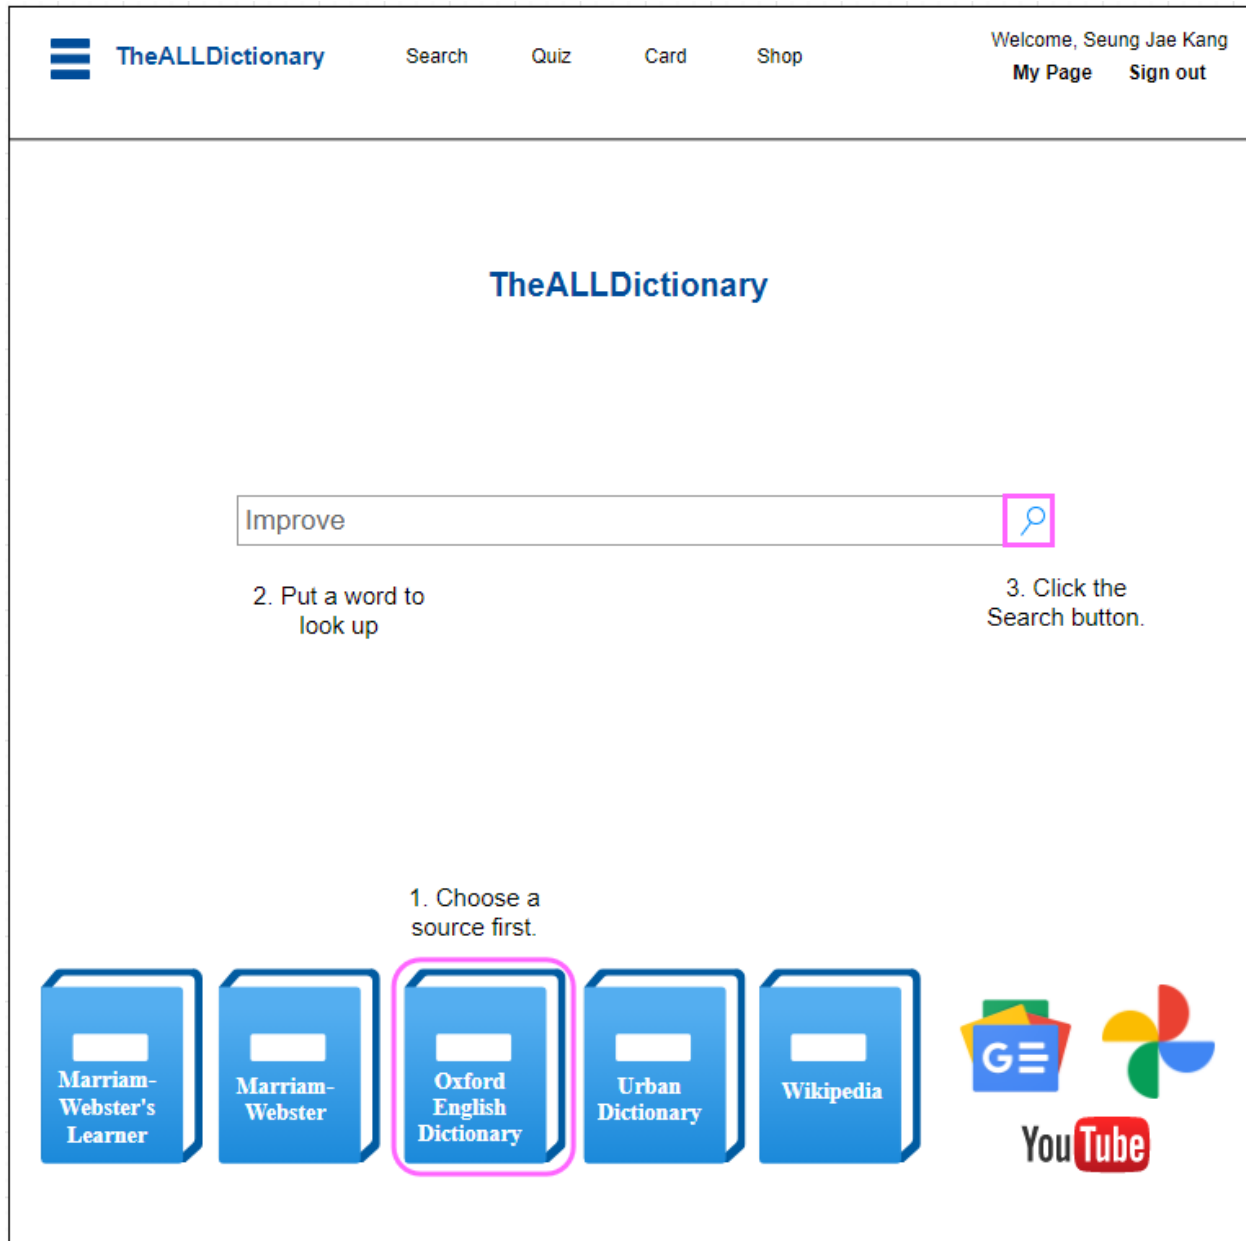 TheALLDictionary
Search
Quiz
Card
Shop
Welcome, Seung Jae Kang
My Page
Sign out
TheALLDictionary
Improve
2. Put a word to
look up
3. Click the
Search button.
1. Choose a
source first.
Marriam-
Webster's
Learner
Marriam-
Webster
Oxford
English
Dictionary
Urban
Dictionary
Wikipedia
G
YouTube